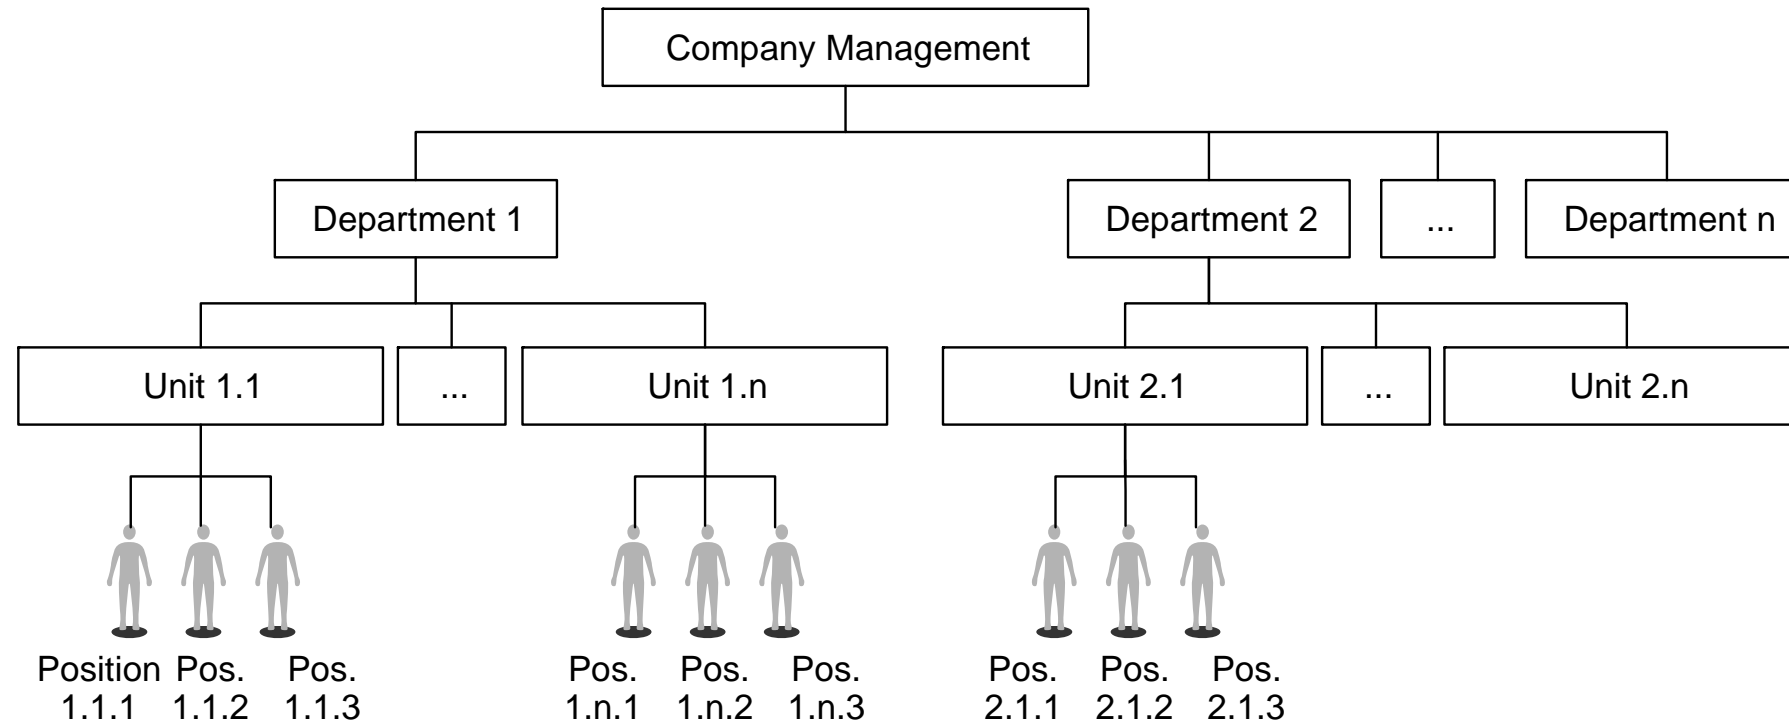 Company Management
Department 1
Department 2
...
Department n
Unit 1.1
...
Unit 1.n
Unit 2.1
...
Unit 2.n
Position
1.1.1
Pos.
1.1.2
Pos.
1.1.3
Pos.
1.n.1
Pos.
1.n.2
Pos.
1.n.3
Pos.
2.1.1
Pos.
2.1.2
Pos.
2.1.3